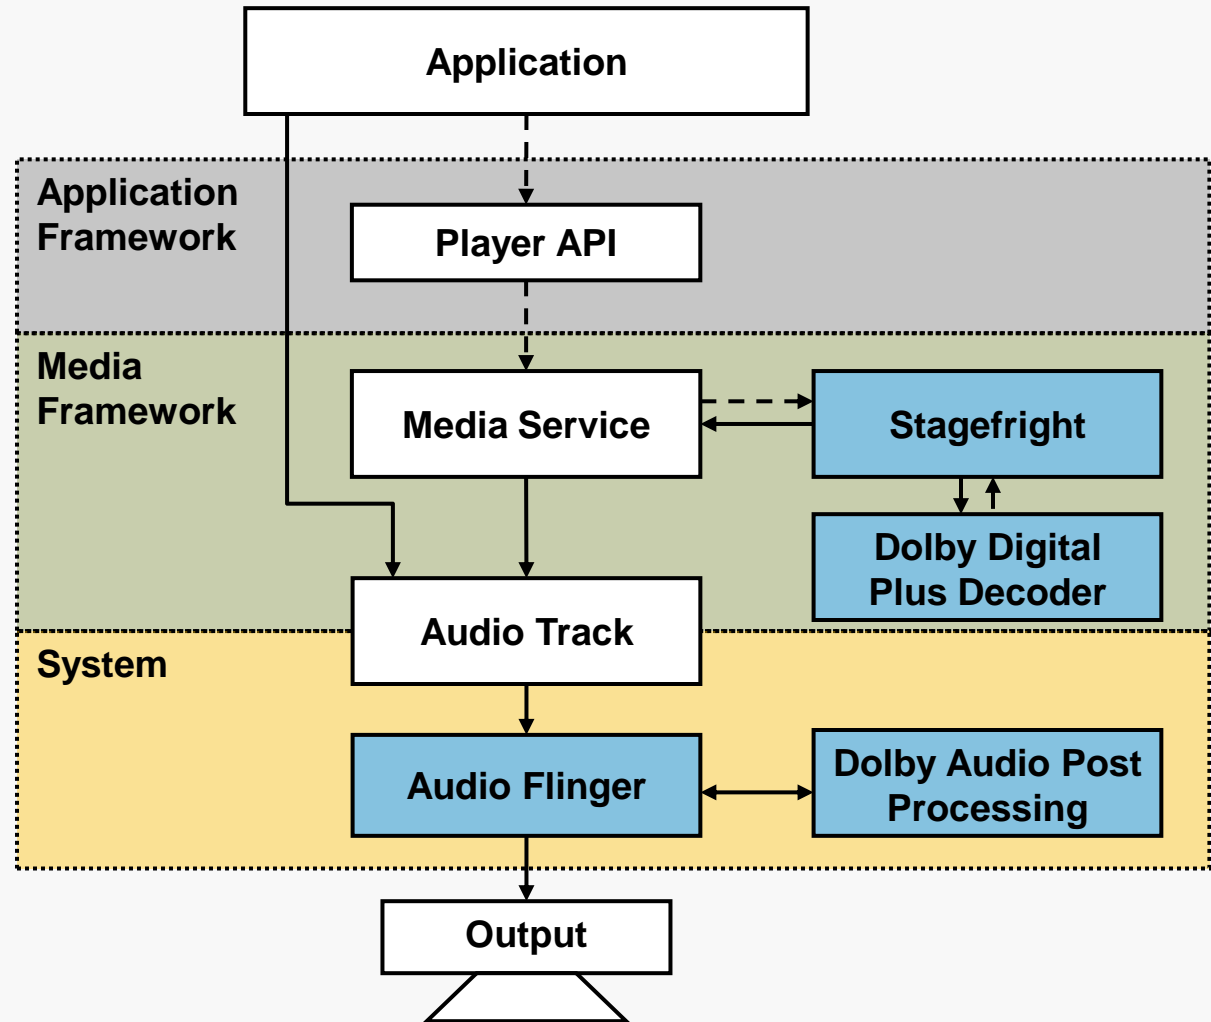 Application
Application
Framework
Player API
Media
Framework
Media Service
Stagefright
Dolby Digital
Plus Decoder
Audio Track
System
Audio Flinger
Dolby Audio Post
Processing
Output